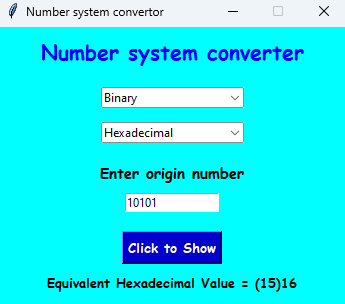 Number system convertor
Number system converter
Binary
Hexadecimal
Enter origin number
10101
Click to Show
Equivalent Hexadecimal Value = (15)16